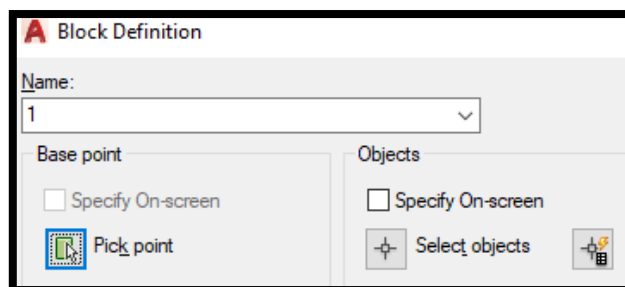 Block Definition
Name:
1
Base point
Objects
Specify On-screen
Specify On-screen
Pick point
Select objects